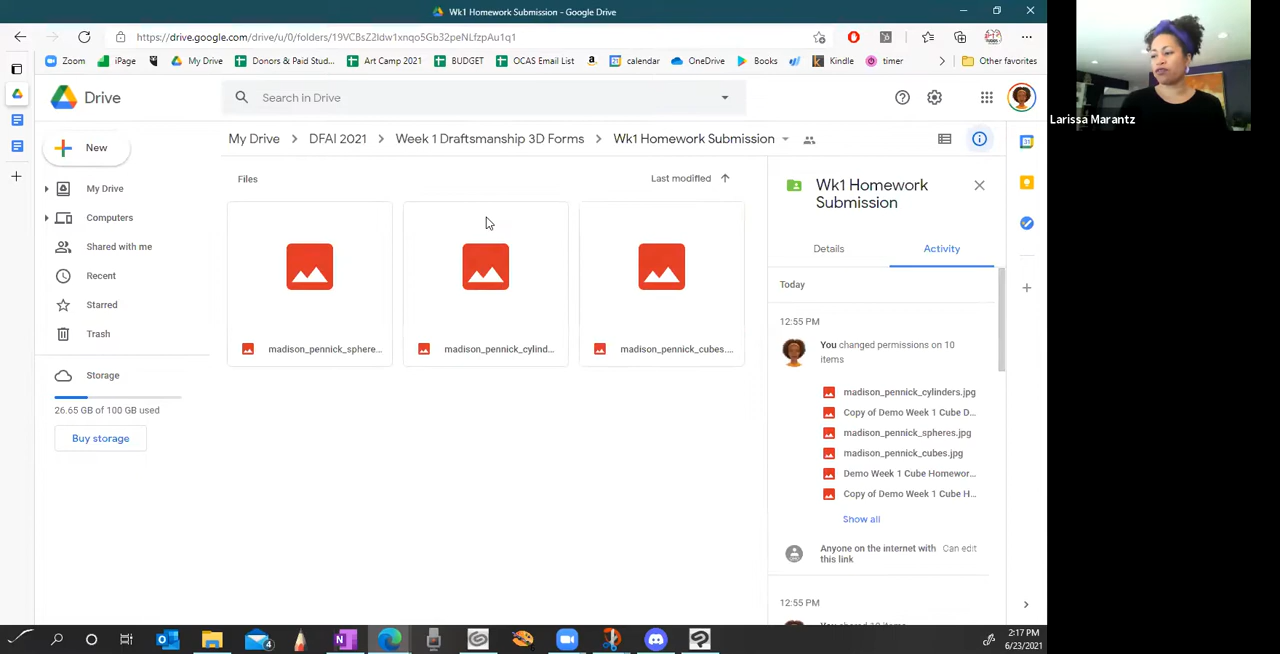 Wk1 Homework Submission - Google Drive
https://drive.google.com/drive/u/0/folders/19VCBsZ2Idw1xnqo5Gb32peNLfzpAu1q1
Zoom iPage My Drive Donors & Paid Stu... Art Camp 2021 BUDGET OCAS Email List calendar OneDrive Books Kindle timer Other favorites
Drive
Search in Drive
Larissa Marantz
My Drive > DFAI 2021 > Week 1 Draftsmanship 3D Forms > Wk1 Homework Submission
New
Files
Last modified
My Drive
Computers
Shared with me
Recent
Starred
Trash
Storage
26.65 GB of 100 GB used
Buy storage
madison_pennick_sphere...
madison_pennick_cylind...
madison_pennick_cubes....
Wk1 Homework
Submission
Details
Activity
Today
12:55 PM
You changed permissions on 10
items
madison_pennick_cylinders.jpg
Copy of Demo Week 1 Cube D...
madison_pennick_spheres.jpg
madison_pennick_cubes.jpg
Demo Week 1 Cube Homewor...
Copy of Demo Week 1 Cube H...
Show all
Anyone on the internet with Can edit
this link
12:55 PM
4
2:17 PM
6/23/2021